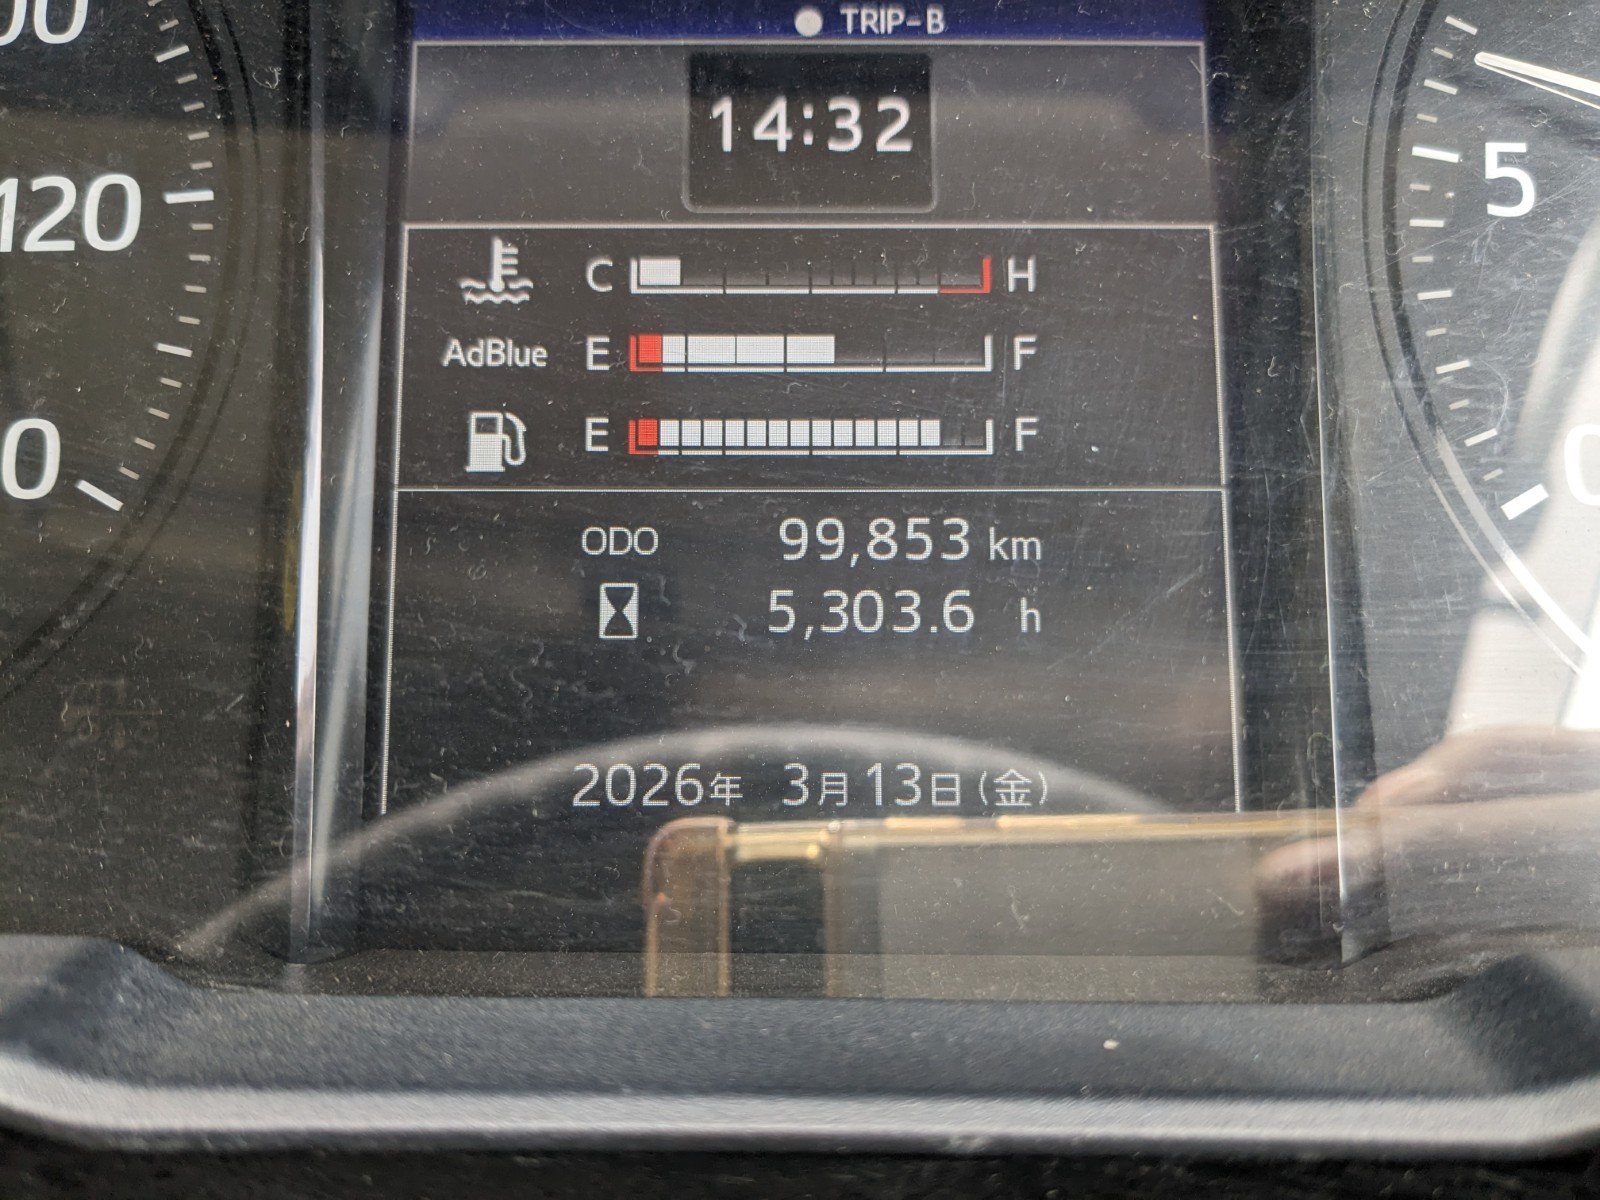 TRIP-B
14:32
120
5
C H
AdBlue E F
E F
0
ODO 99,853 km
5,303.6 h
2026年 3月13日(金)